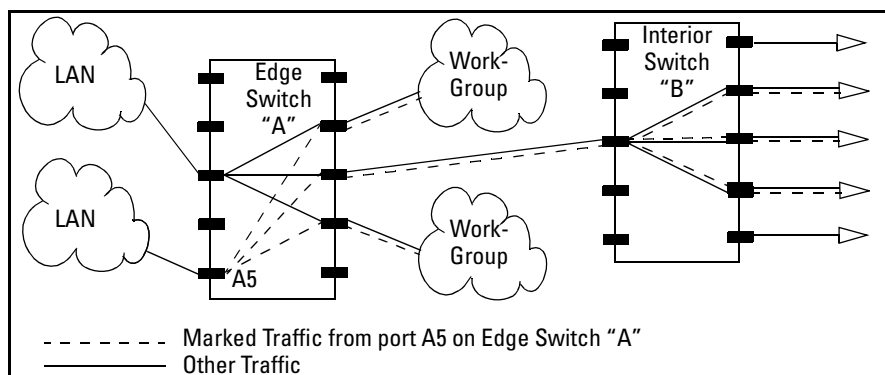 LAN
Edge
Switch
“A”
Work-
Group
Interior
Switch
“B”
LAN
A5
Work-
Group
Marked Traffic from port A5 on Edge Switch “A”
Other Traffic